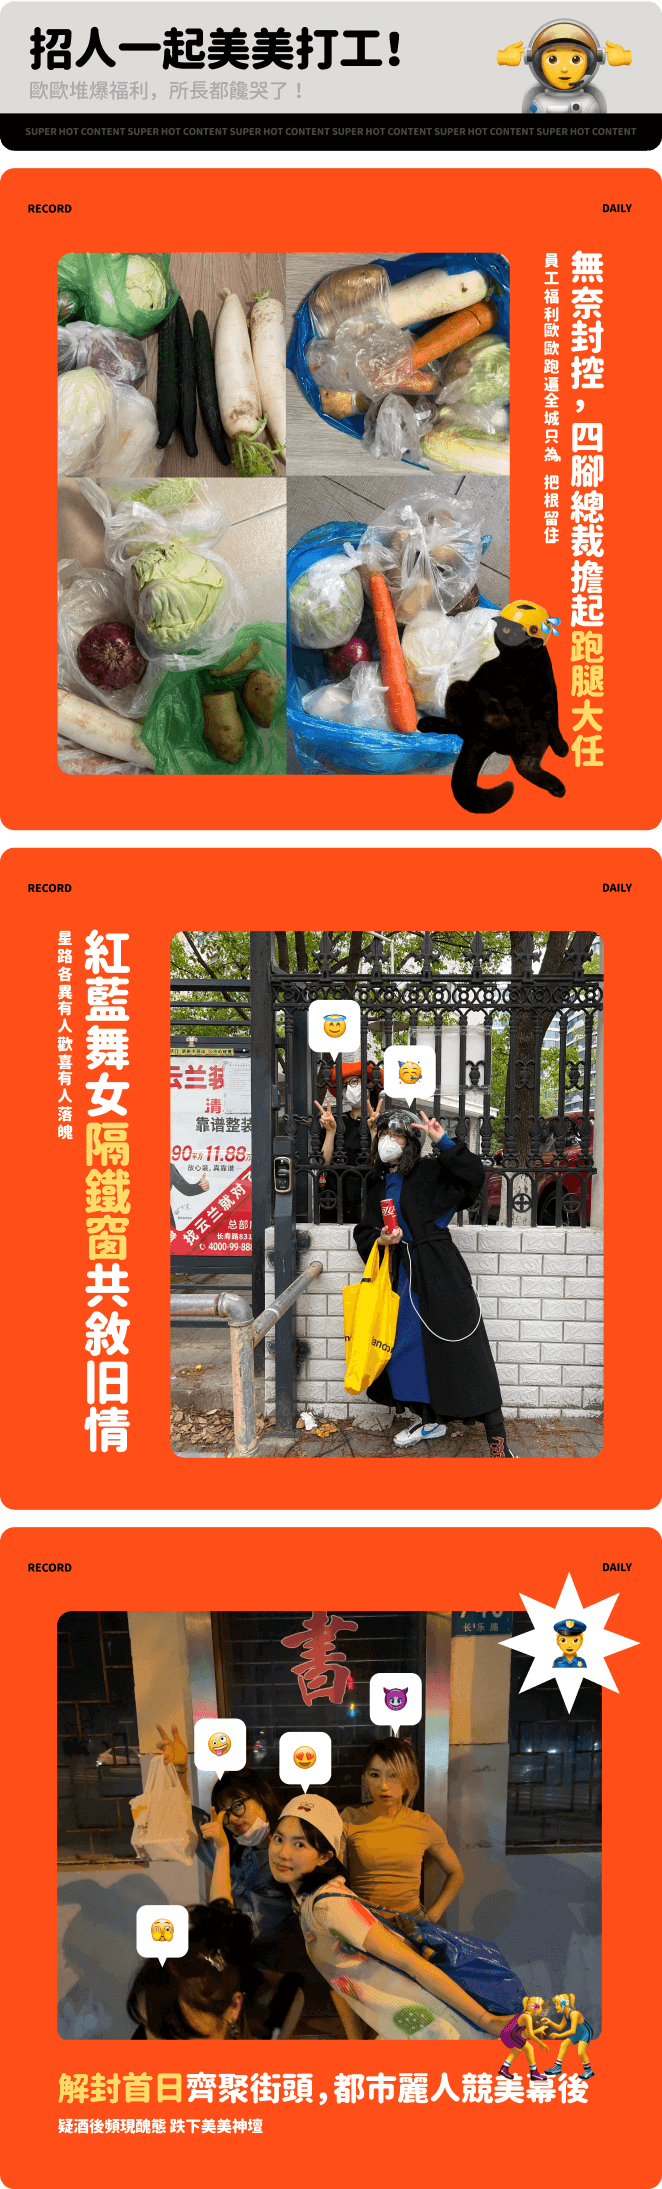 招人一起美美打工！
歐歐堆爆福利，所長都饞哭了！
SUPER HOT CONTENT SUPER HOT CONTENT SUPER HOT CONTENT SUPER HOT CONTENT SUPER HOT CONTENT SUPER HOT CONTENT
RECORD
DAILY
無奈封控，四腳總裁擔起跑腿大任
員工福利歐歐跑遍全城只為 把根留住
RECORD
DAILY
紅藍舞女隔鐵窗共敘旧情
星路各異有人歡喜有人落魄
云兰装
清
靠谱整装
90平方 11.88万
放心装,真靠谱
找云兰就对了
总部
长寿路831
4000-99-88
RECORD
DAILY
書
长乐路
解封首日齊聚街頭，都市麗人競美幕後
疑酒後頻現醜態 跌下美美神壇